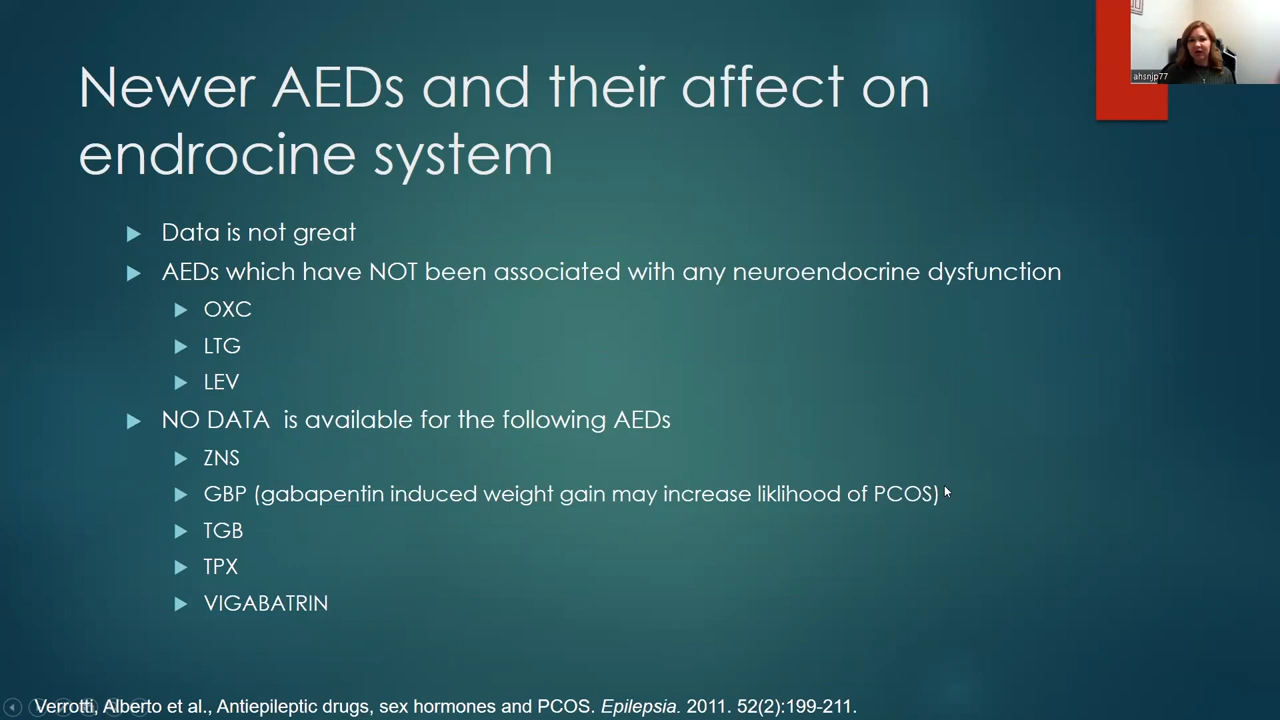 Newer AEDs and their affect on
endrocine system
ahsnjp77
Data is not great
AEDs which have NOT been associated with any neuroendocrine dysfunction
OXC
LTG
LEV
NO DATA  is available for the following AEDs
ZNS
GBP (gabapentin induced weight gain may increase liklihood of PCOS)
TGB
TPX
VIGABATRIN
Verrotti, Alberto et al., Antiepileptic drugs, sex hormones and PCOS. Epilepsia. 2011. 52(2):199-211.